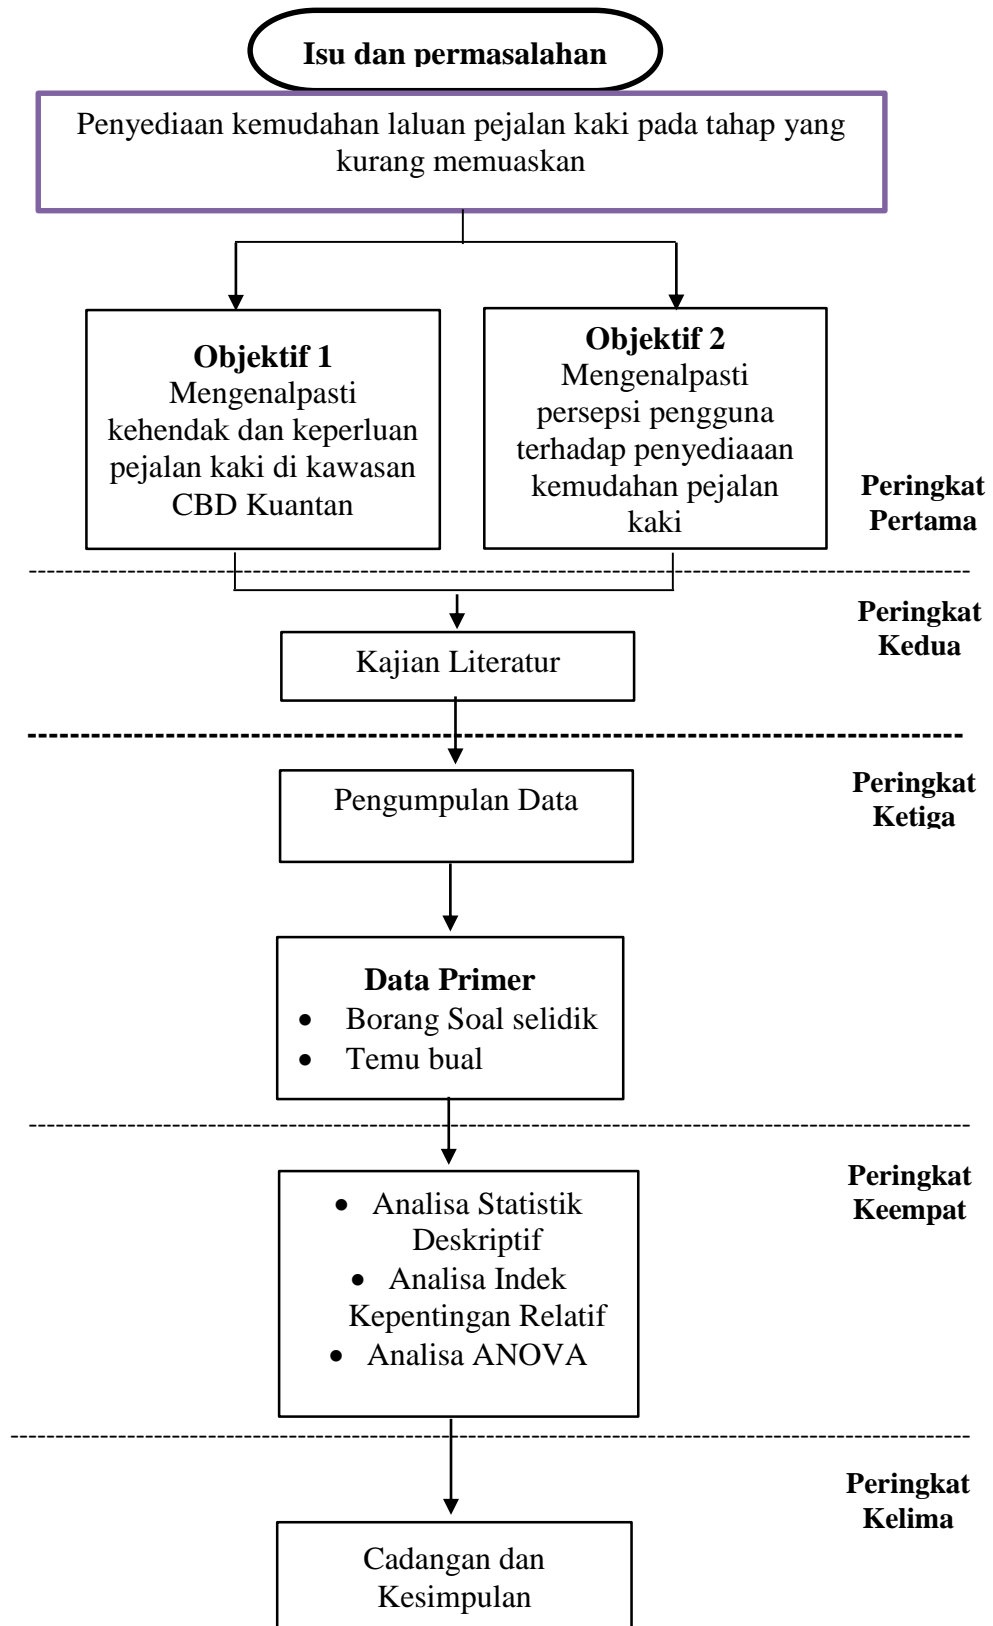 Isu dan permasalahan
Penyediaan kemudahan laluan pejalan kaki pada tahap yang
kurang memuaskan
Objektif 1
Mengenalpasti
kehendak dan keperluan
pejalan kaki di kawasan
CBD Kuantan
Objektif 2
Mengenalpasti
persepsi pengguna
terhadap penyediaaan
kemudahan pejalan
kaki
Peringkat
Pertama
Peringkat
Kedua
Kajian Literatur
Pengumpulan Data
Peringkat
Ketiga
Data Primer
• Borang Soal selidik
• Temu bual
Peringkat
Keempat
• Analisa Statistik
Deskriptif
• Analisa Indek
Kepentingan Relatif
• Analisa ANOVA
Peringkat
Kelima
Cadangan dan
Kesimpulan